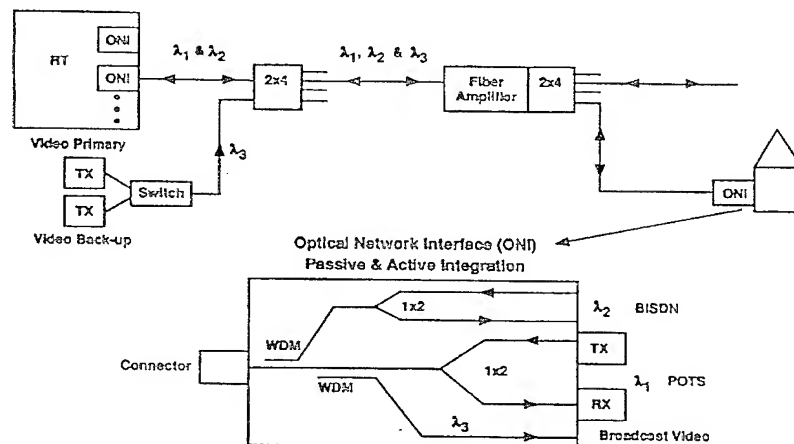 RT
ONI
ONI
λ1 & λ2
2x4
λ1, λ2 & λ3
Fiber Amplifier
2x4
Video Primary
TX
TX
Switch
λ3
Video Back-up
ONI
Optical Network Interface (ONI)
Passive & Active Integration
Connector
WDM
1x2
λ2 BISDN
TX
WDM
1x2
λ1 POTS
RX
λ3
Broadcast Video